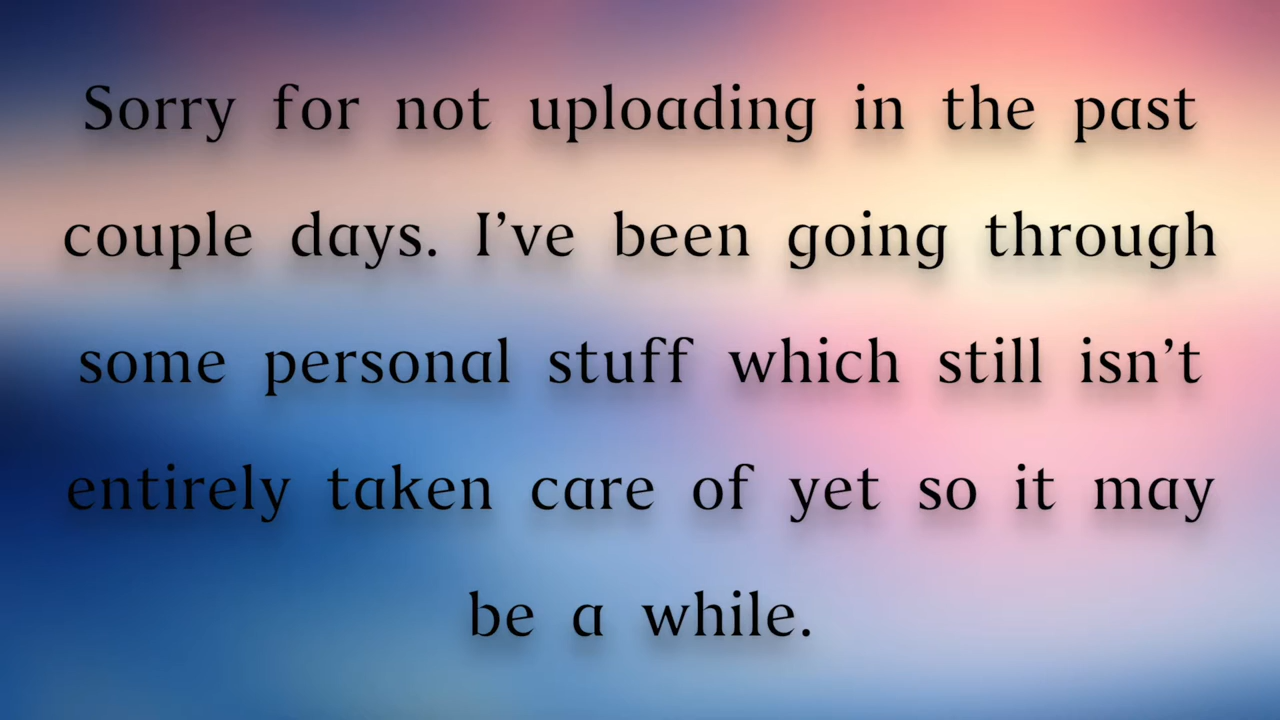 Sorry for not uploading in the past
couple days. I’ve been going through
some personal stuff which still isn’t
entirely taken care of yet so it may
be a while.